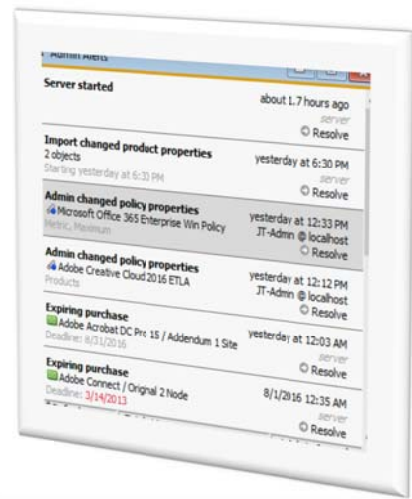 Admin Alerts
Server started
about 1.7 hours ago
server
Resolve
Import changed product properties
yesterday at 6:30 PM
2 objects
server
Starting yesterday at 6:30 PM
Resolve
Admin changed policy properties
yesterday at 12:33 PM
Microsoft Office 365 Enterprise Win Policy
JT-Admin @ localhost
Metric, Maximum
Resolve
Admin changed policy properties
yesterday at 12:12 PM
Adobe Creative Cloud 2016 ETLA
JT-Admin @ localhost
Products
Resolve
Expiring purchase
yesterday at 12:03 AM
Adobe Acrobat DC Pro 15 / Addendum 1 Site
server
Deadline: 8/31/2016
Resolve
Expiring purchase
8/1/2016 12:35 AM
Adobe Connect / Orignal 2 Node
server
Deadline: 3/14/2013
Resolve